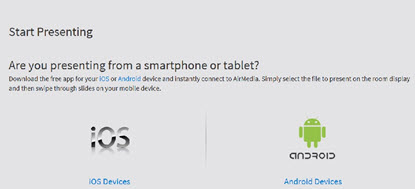 Start Presenting
Are you presenting from a smartphone or tablet?
Download the free app for your iOS or Android device and instantly connect to AirMedia. Simply select the file to present on the room display
and then swipe through slides on your mobile device.
iOS
ANDROID
iOS Devices
Android Devices